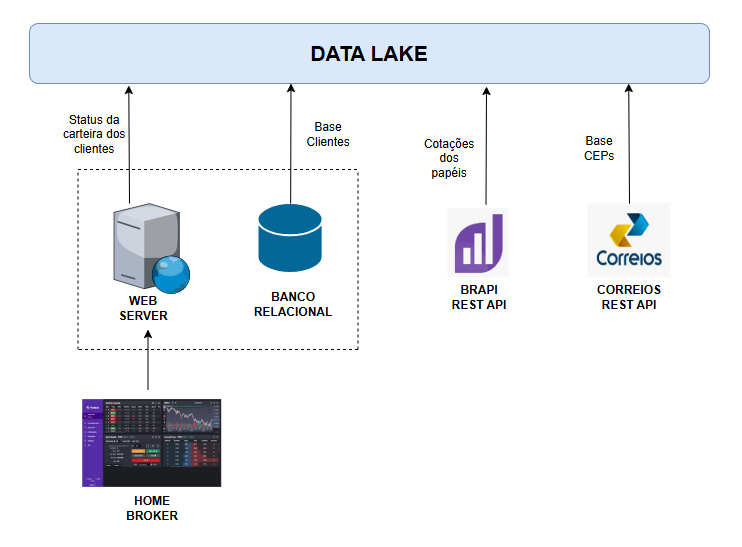 DATA LAKE
Status da
carteira dos
clientes
Base
Clientes
Cotações
dos
papéis
Base
CEPs
Correios
WEB
SERVER
BANCO
RELACIONAL
BRAPI
REST API
CORREIOS
REST API
HOME
BROKER